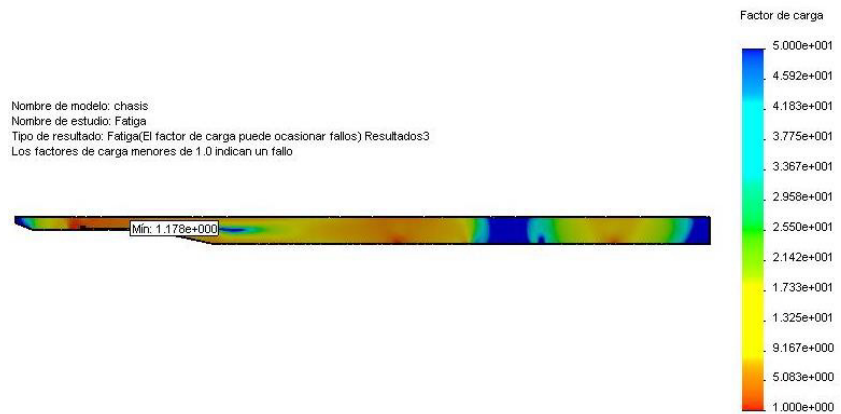 Factor de carga
5.000e+001
4.592e+001
4.183e+001
3.775e+001
3.367e+001
2.958e+001
2.550e+001
2.142e+001
1.733e+001
1.325e+001
9.167e+000
5.083e+000
1.000e+000
Nombre de modelo: chasis
Nombre de estudio: Fatiga
Tipo de resultado: Fatiga(El factor de carga puede ocasionar fallos) Resultados3
Los factores de carga menores de 1.0 indican un fallo
Mín: 1.178e+000